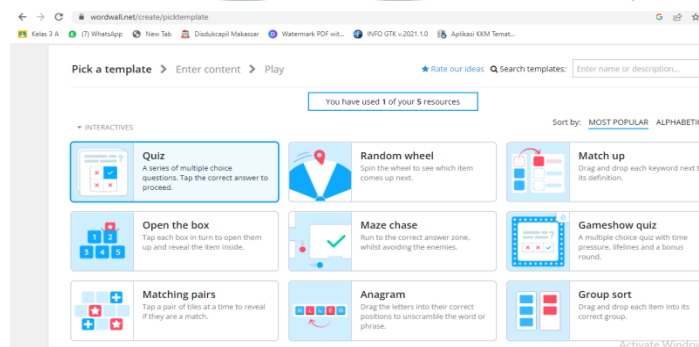 wordwall.net/create/picktemplate
Kelas 3 A (7) WhatsApp New Tab Disdukcapil Makassar Watermark PDF wit... INFO GTK v.2021.1.0 Aplikasi KKM Temat...
Pick a template > Enter content > Play
Rate our ideas Search templates: Enter name or description...
You have used 1 of your 5 resources
INTERACTIVES
Sort by: MOST POPULAR ALPHABETIC
Quiz
A series of multiple choice
questions. Tap the correct answer to
proceed.
Random wheel
Spin the wheel to see which item
comes up next.
Match up
Drag and drop each keyword next t
its definition.
Open the box
Tap each box in turn to open them
up and reveal the item inside.
1 2
3 4 5
Maze chase
Run to the correct answer zone,
whilst avoiding the enemies.
Gameshow quiz
A multiple choice quiz with time
pressure, lifelines and a bonus
round.
Matching pairs
Tap a pair of tiles at a time to reveal
if they are a match.
Anagram
Drag the letters into their correct
positions to unscramble the word or
phrase.
Group sort
Drag and drop each item into its
correct group.
Activate Window